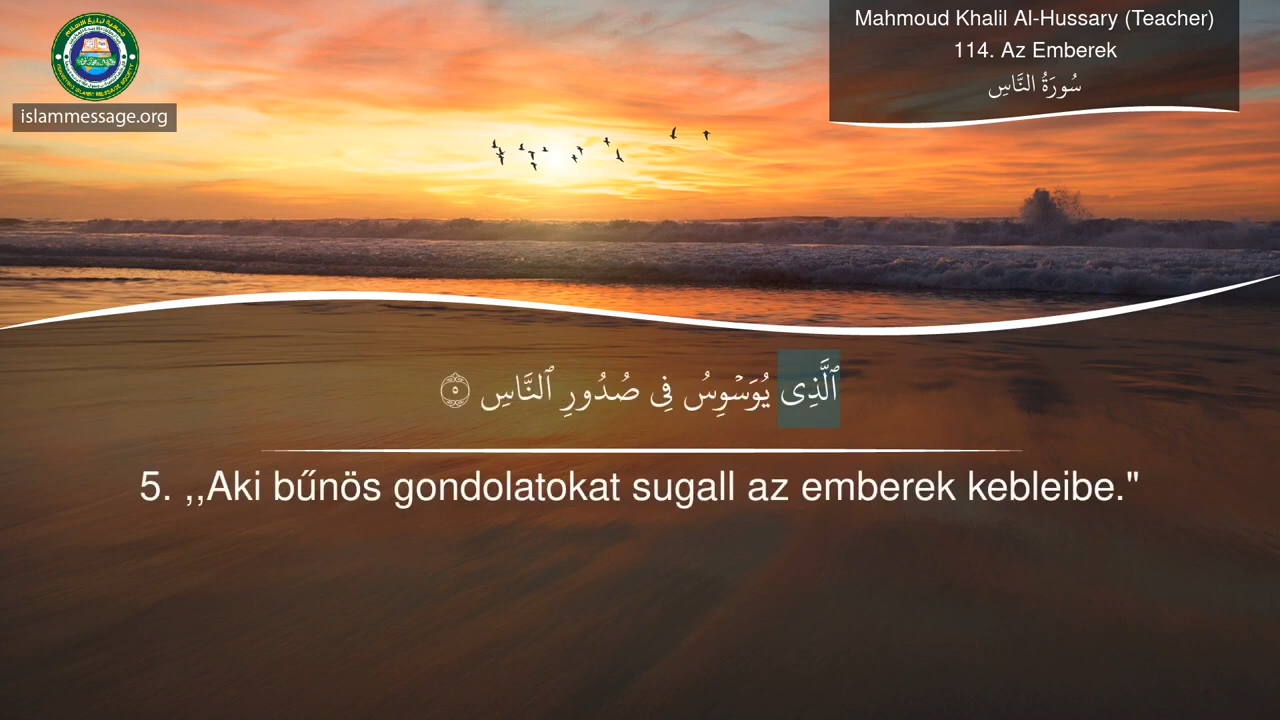 islammessage.org
Mahmoud Khalil Al-Hussary (Teacher)
114. Az Emberek
سُورَةُ النَّاسِ
ٱلَّذِى يُوَسْوِسُ فِى صُدُورِ ٱلنَّاسِ ٥
5. ,,Aki bűnös gondolatokat sugall az emberek kebleibe."